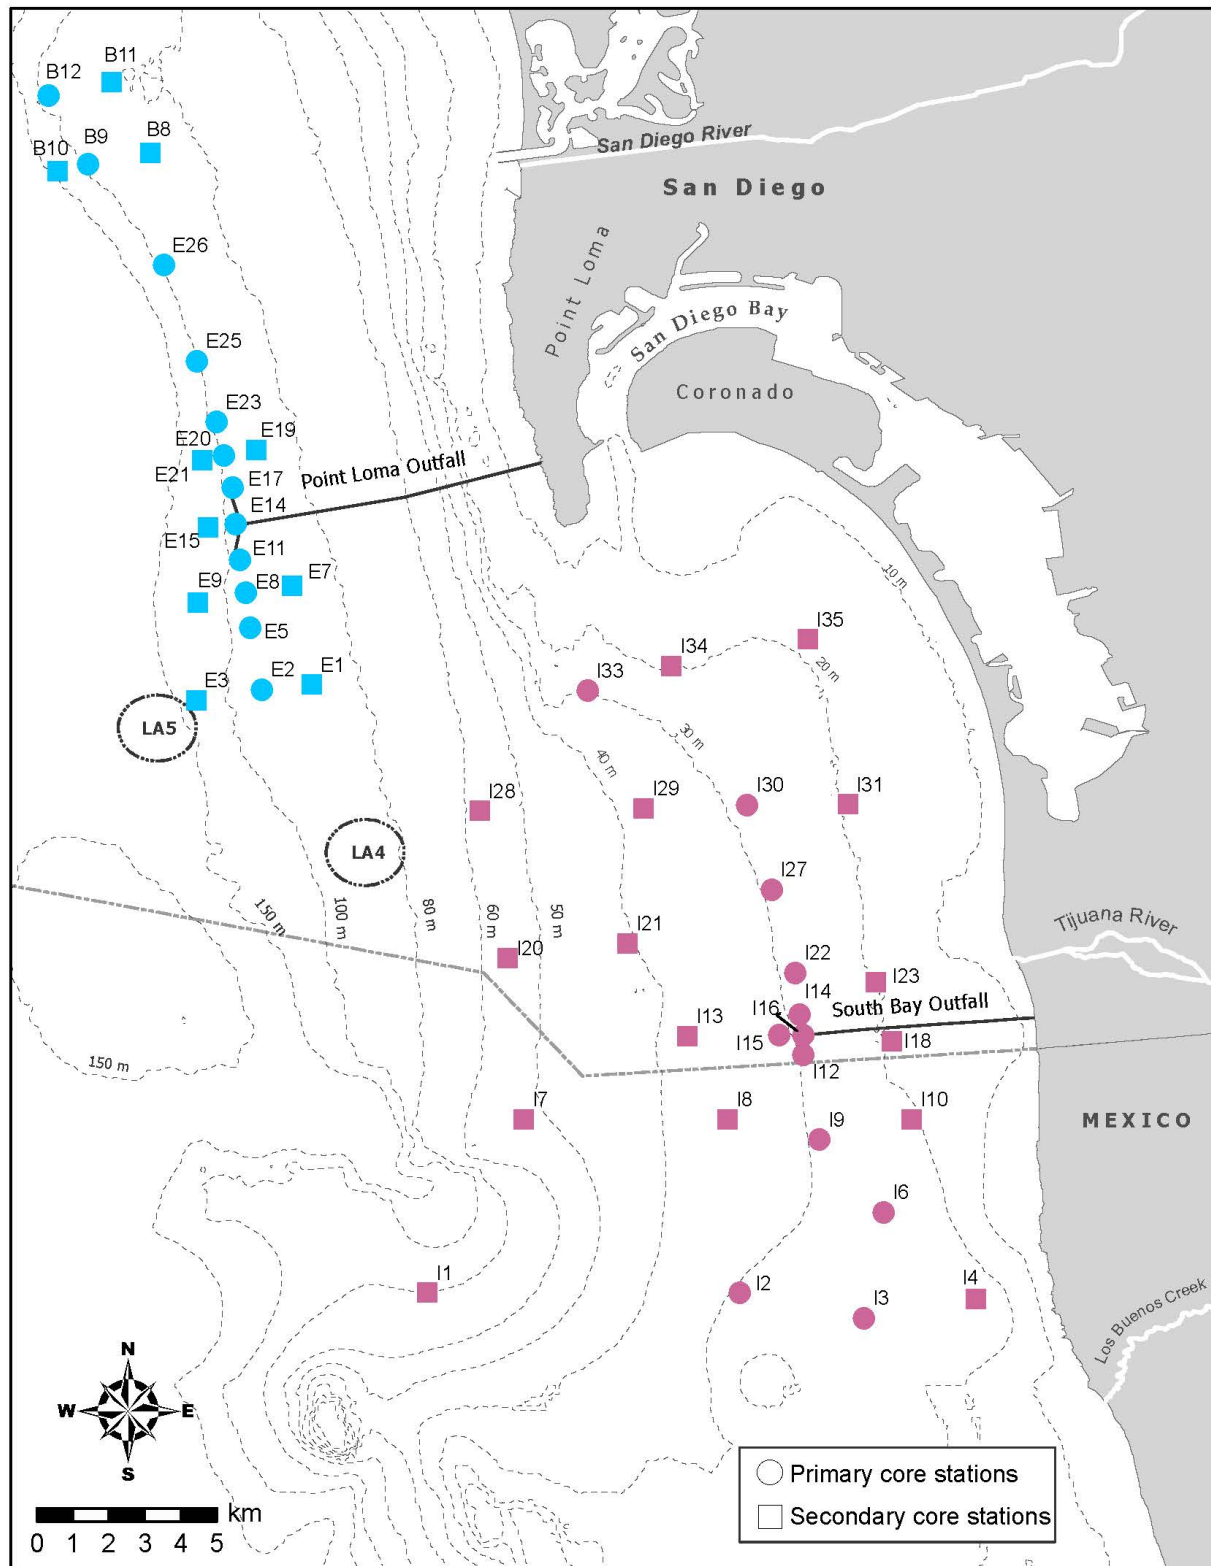 B11
B12
B9
B8
B10
San Diego River
San Diego
E26
Point Loma
San Diego Bay
E25
Coronado
E23
E20
E19
E21
E17
Point Loma Outfall
E14
E15
E11
E9
E8
E7
10 m
E5
I35
I34
20 m
E3
E2
E1
I33
LA5
30 m
40 m
I28
I29
I30
I31
LA4
I27
150 m
100 m
80 m
60 m
50 m
I20
I21
I22
Tijuana River
I23
I14
I16
South Bay Outfall
I13
I15
I18
150 m
I12
I7
I8
I10
I9
MEXICO
I6
I1
I2
I3
I4
Los Buenos Creek
N
W
E
S
Primary core stations
Secondary core stations
km
0 1 2 3 4 5